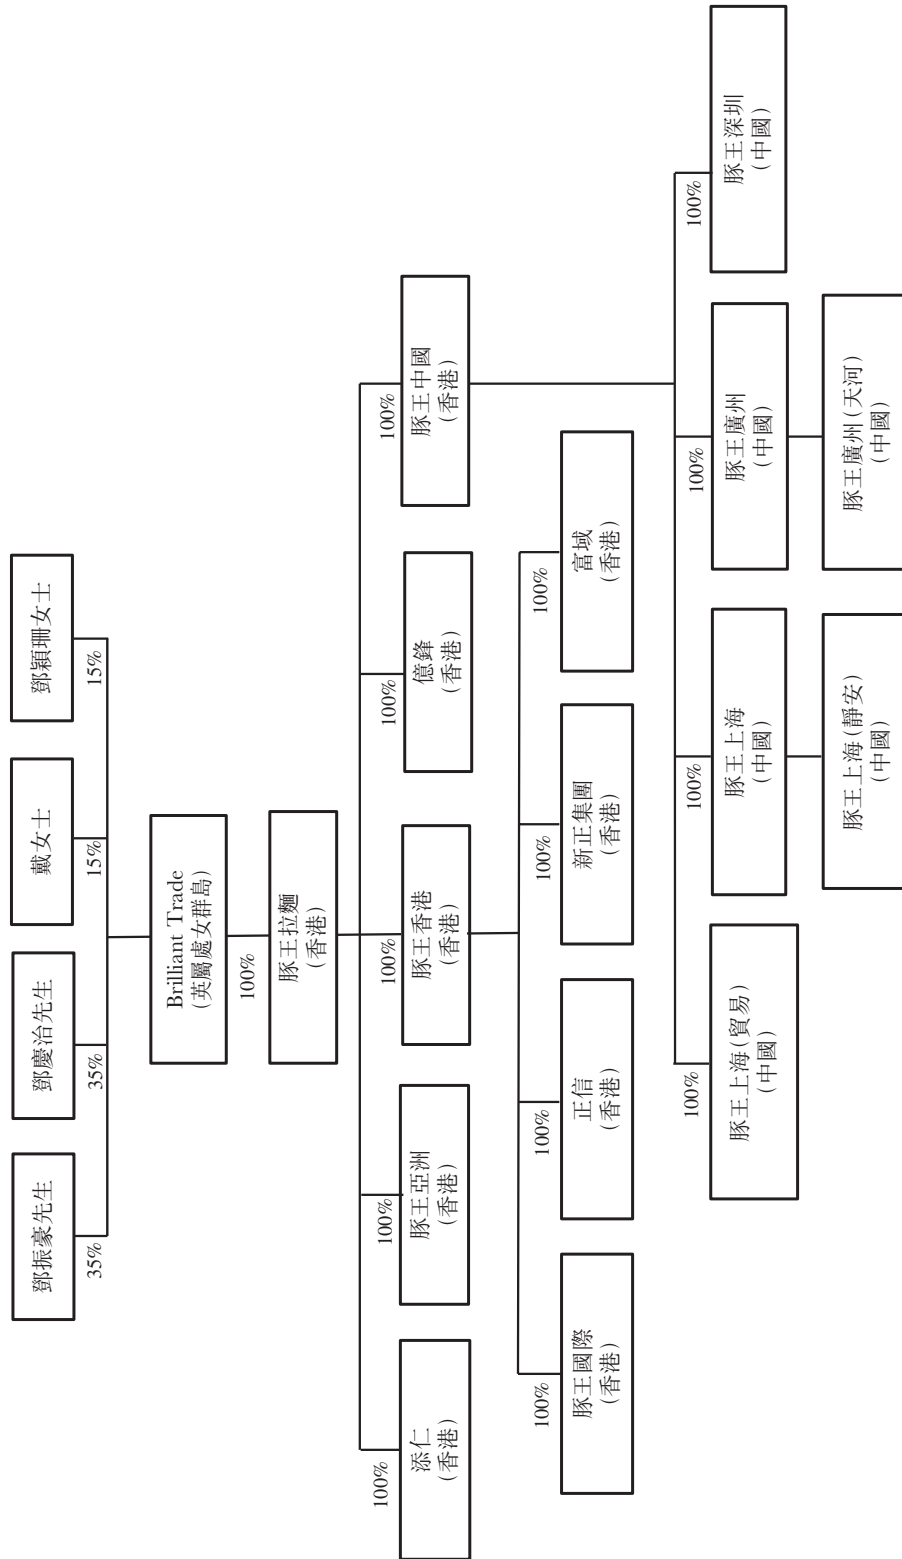 鄧振豪先生
鄧慶治先生
戴女士
鄧穎珊女士
35%
35%
15%
15%
Brilliant Trade
(英屬處女群島)
100%
豚王拉麵
(香港)
100%
100%
100%
100%
100%
添仁
(香港)
豚王亞洲
(香港)
豚王香港
(香港)
億鋒
(香港)
豚王中國
(香港)
100%
100%
100%
100%
豚王國際
(香港)
正信
(香港)
新正集團
(香港)
富域
(香港)
100%
100%
100%
100%
豚王上海(貿易)
(中國)
豚王上海
(中國)
豚王廣州
(中國)
豚王深圳
(中國)
豚王上海(靜安)
(中國)
豚王廣州(天河)
(中國)